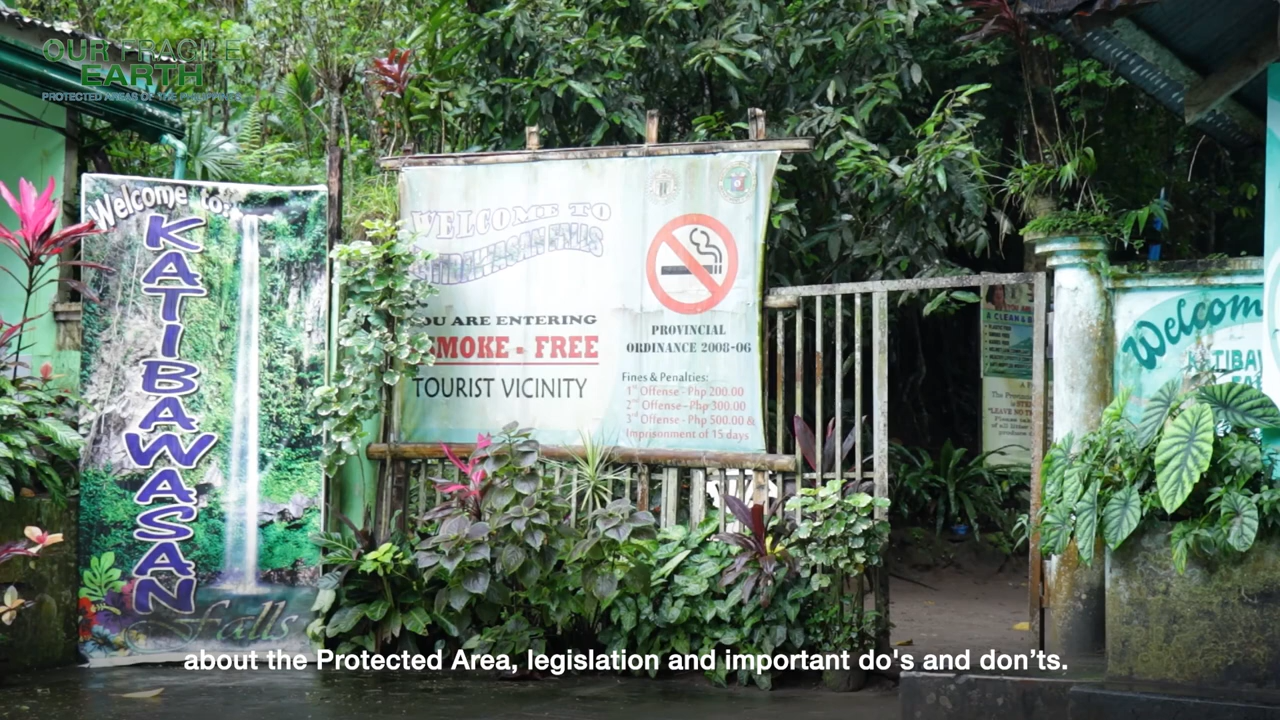 OUR FRAGILE
EARTH
PROTECTED AREAS OF THE PHILIPPINES
Welcome to:
KATIBAWASAN
falls
WELCOME TO
FALLS
YOU ARE ENTERING
SMOKE - FREE
TOURIST VICINITY
PROVINCIAL
ORDINANCE 2008-06
Fines & Penalties:
1st Offense - Php 200.00
2nd Offense - Php 300.00
3rd Offense - Php 500.00 &
Imprisonment of 15 days
A CLEAN &
"LEAVE NO
Welcom
KATIBA
about the Protected Area, legislation and important do's and don'ts.